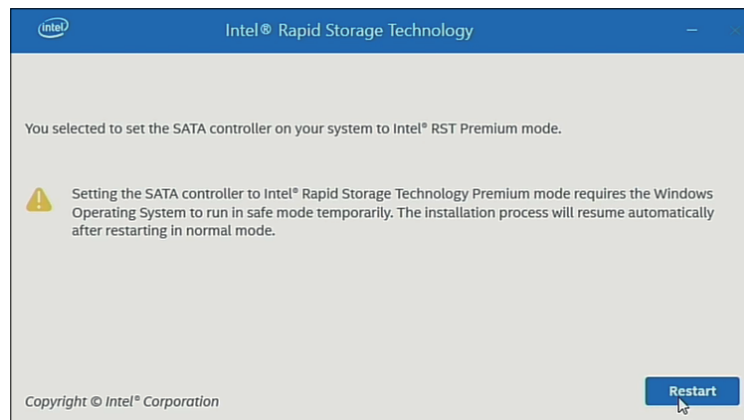 intel
Intel® Rapid Storage Technology
You selected to set the SATA controller on your system to Intel® RST Premium mode.
Setting the SATA controller to Intel® Rapid Storage Technology Premium mode requires the Windows
Operating System to run in safe mode temporarily. The installation process will resume automatically
after restarting in normal mode.
Restart
Copyright © Intel® Corporation